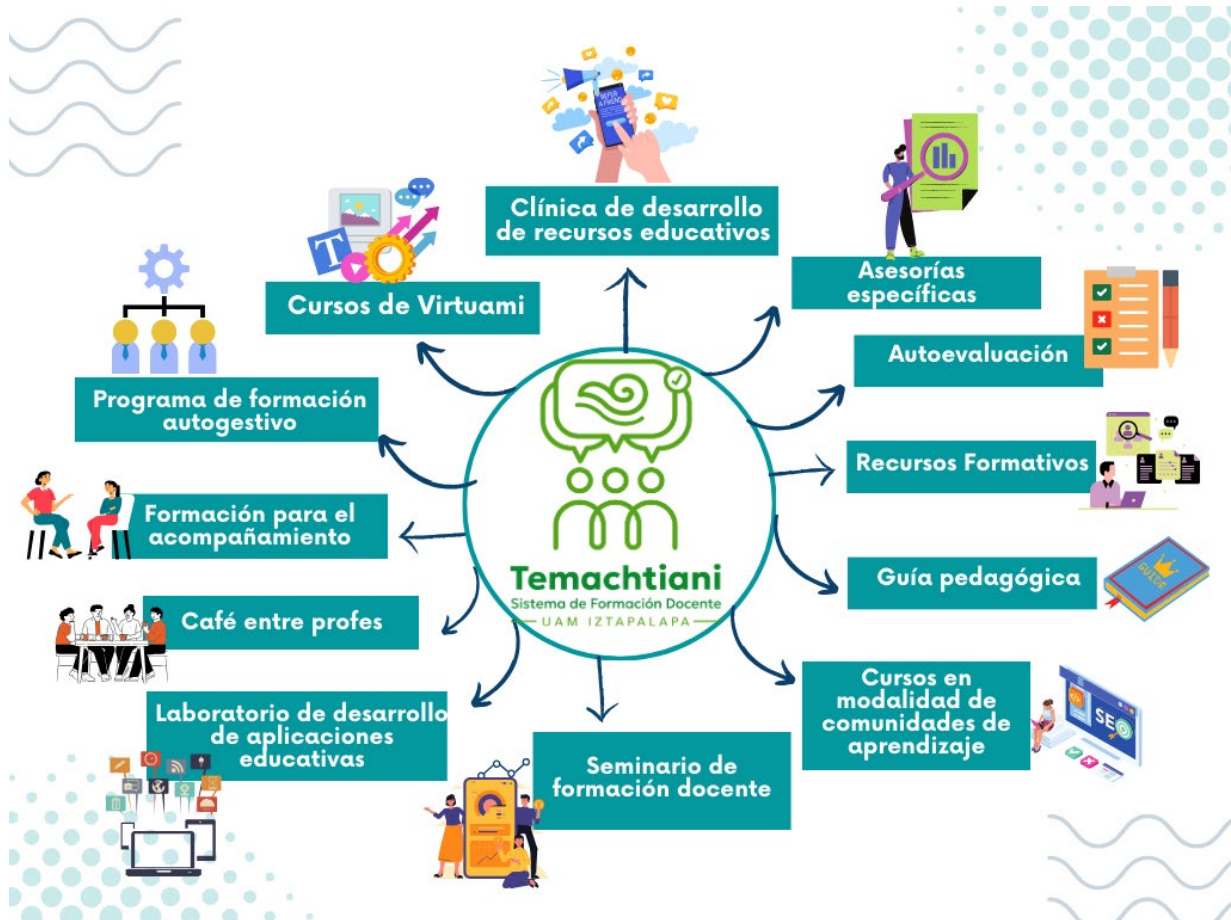 REFER
A FRIEND
Clínica de desarrollo
de recursos educativos
Asesorías
específicas
T
Cursos de Virtuami
Autoevaluación
Programa de formación
autogestivo
Recursos Formativos
Formación para el
acompañamiento
Temachtiani
Sistema de Formación Docente
UAM IZTAPALAPA
Guía pedagógica
GUIDE
Café entre profes
Cursos en
modalidad de
comunidades de
aprendizaje
SEO
Laboratorio de desarrollo
de aplicaciones
educativas
Seminario de
formación docente